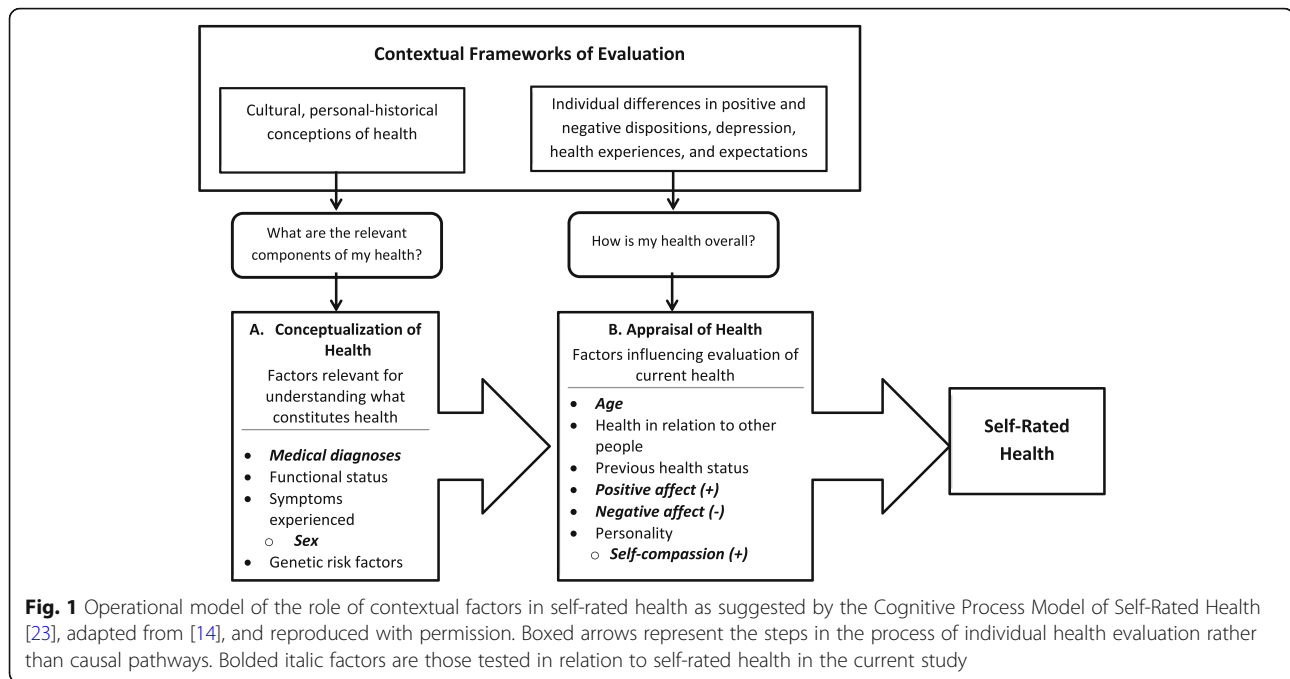 Contextual Frameworks of Evaluation
Cultural, personal-historical
conceptions of health
Individual differences in positive and
negative dispositions, depression,
health experiences, and expectations
What are the relevant
components of my health?
How is my health overall?
A. Conceptualization of
Health
Factors relevant for
understanding what
constitutes health
• Medical diagnoses
• Functional status
• Symptoms
experienced
o Sex
• Genetic risk factors
B. Appraisal of Health
Factors influencing evaluation of
current health
• Age
• Health in relation to other
people
• Previous health status
• Positive affect (+)
• Negative affect (-)
• Personality
o Self-compassion (+)
Self-Rated
Health
Fig. 1 Operational model of the role of contextual factors in self-rated health as suggested by the Cognitive Process Model of Self-Rated Health
[23], adapted from [14], and reproduced with permission. Boxed arrows represent the steps in the process of individual health evaluation rather
than causal pathways. Bolded italic factors are those tested in relation to self-rated health in the current study